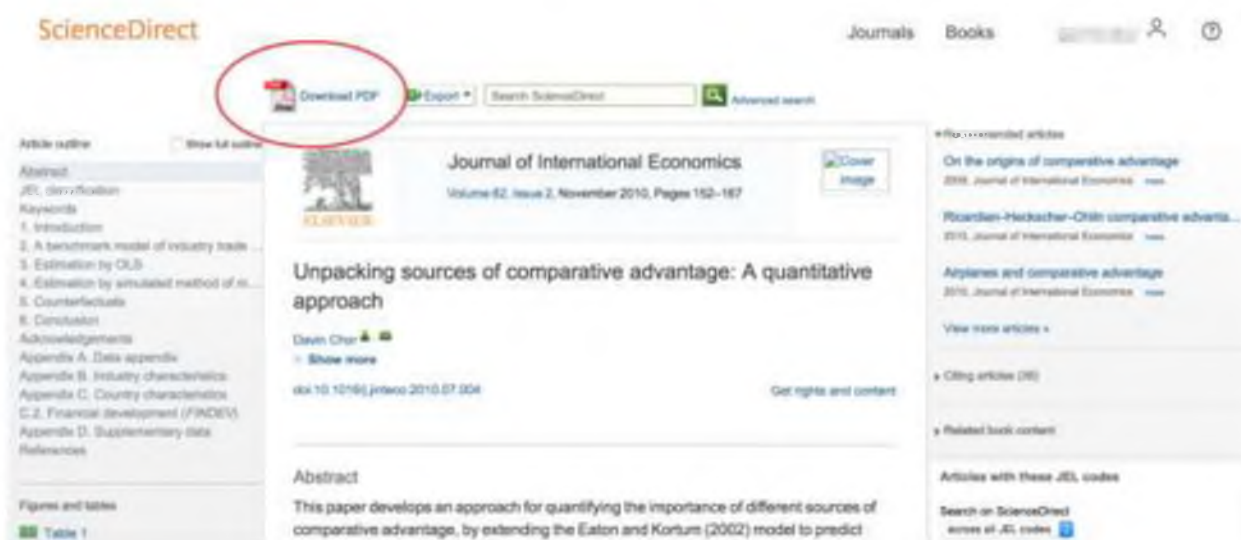 ScienceDirect
Journals Books
Download PDF Export Search ScienceDirect Advanced search
Article outline Show full outline
Abstract
JEL classification
Keywords
1. Introduction
2. A benchmark model of industry trade ...
3. Estimation by OLS
4. Estimation by simulated method of m...
5. Counterfactuals
6. Conclusion
Acknowledgements
Appendix A. Data appendix
Appendix B. Industry characteristics
Appendix C. Country characteristics
C.2. Financial development (FINDEV)
Appendix D. Supplementary data
References
Figures and tables
Table 1
ELSEVIER
Journal of International Economics
Volume 82, Issue 2, November 2010, Pages 152–167
Cover image
Unpacking sources of comparative advantage: A quantitative
approach
Davin Chor
Show more
doi:10.1016/j.jinteco.2010.07.004
Get rights and content
Abstract
This paper develops an approach for quantifying the importance of different sources of
comparative advantage, by extending the Eaton and Kortum (2002) model to predict
Recommended articles
On the origins of comparative advantage
2009, Journal of International Economics more
Ricardian–Heckscher–Ohlin comparative advanta...
2010, Journal of International Economics more
Airplanes and comparative advantage
2010, Journal of International Economics more
View more articles »
Citing articles (36)
Related book content
Articles with these JEL codes
Search on ScienceDirect
across all JEL codes